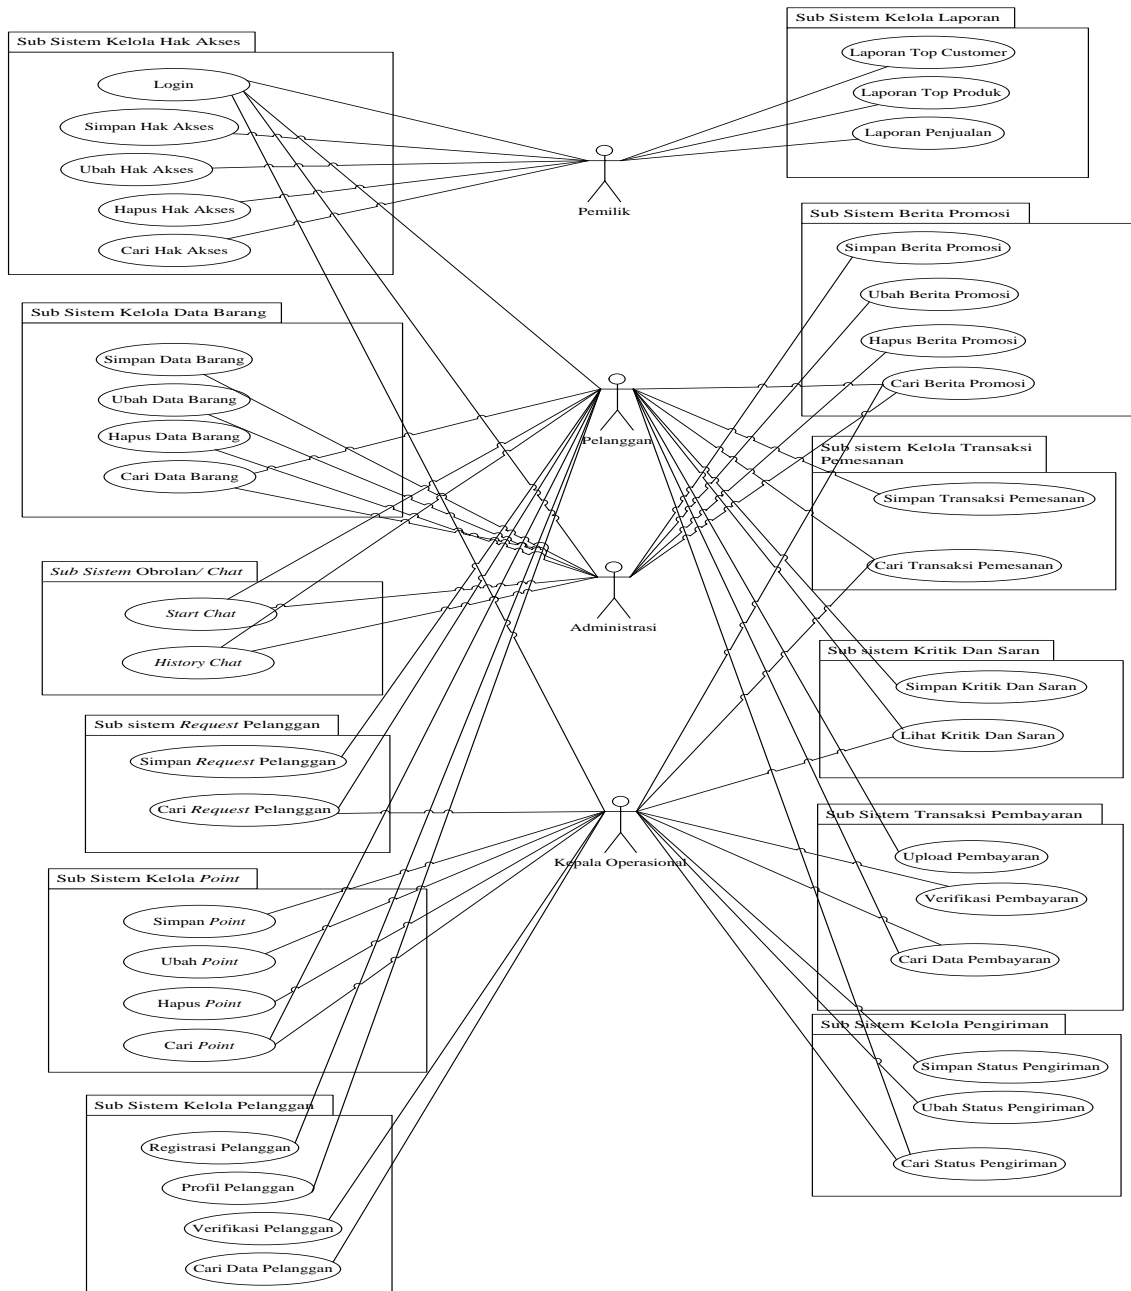 Sub Sistem Kelola Hak Akses
Login
Simpan Hak Akses
Ubah Hak Akses
Hapus Hak Akses
Cari Hak Akses
Sub Sistem Kelola Data Barang
Simpan Data Barang
Ubah Data Barang
Hapus Data Barang
Cari Data Barang
Sub Sistem Obrolan/ Chat
Start Chat
History Chat
Sub sistem Request Pelanggan
Simpan Request Pelanggan
Cari Request Pelanggan
Sub Sistem Kelola Point
Simpan Point
Ubah Point
Hapus Point
Cari Point
Sub Sistem Kelola Pelanggan
Registrasi Pelanggan
Profil Pelanggan
Verifikasi Pelanggan
Cari Data Pelanggan
Pemilik
Pelanggan
Administrasi
Kepala Operasional
Sub Sistem Kelola Laporan
Laporan Top Customer
Laporan Top Produk
Laporan Penjualan
Sub Sistem Berita Promosi
Simpan Berita Promosi
Ubah Berita Promosi
Hapus Berita Promosi
Cari Berita Promosi
Sub sistem Kelola Transaksi
Pemesanan
Simpan Transaksi Pemesanan
Cari Transaksi Pemesanan
Sub sistem Kritik Dan Saran
Simpan Kritik Dan Saran
Lihat Kritik Dan Saran
Sub Sistem Transaksi Pembayaran
Upload Pembayaran
Verifikasi Pembayaran
Cari Data Pembayaran
Sub Sistem Kelola Pengiriman
Simpan Status Pengiriman
Ubah Status Pengiriman
Cari Status Pengiriman